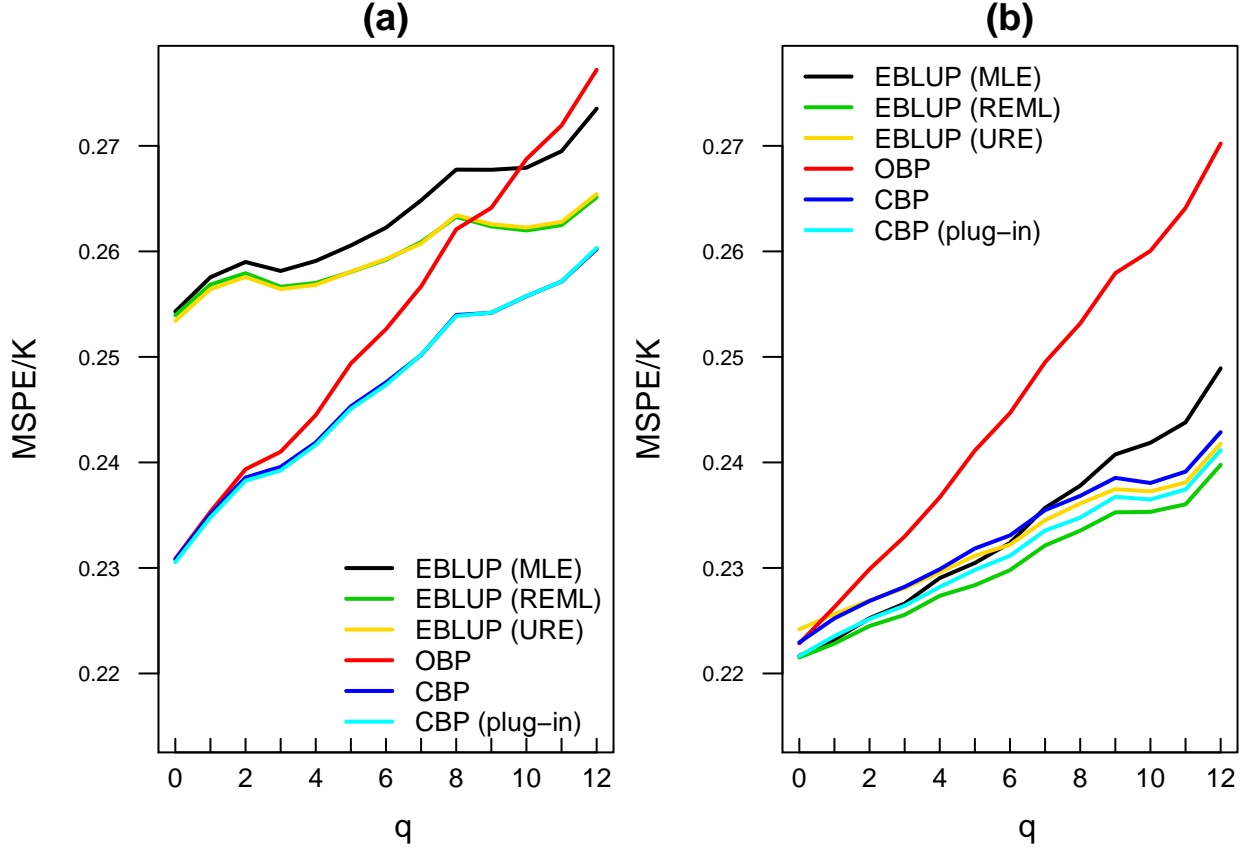 (a)
MSPE/K
0.27
0.26
0.25
0.24
0.23
0.22
EBLUP (MLE)
EBLUP (REML)
EBLUP (URE)
OBP
CBP
CBP (plug−in)
0 2 4 6 8 10 12
q
(b)
MSPE/K
0.27
0.26
0.25
0.24
0.23
0.22
EBLUP (MLE)
EBLUP (REML)
EBLUP (URE)
OBP
CBP
CBP (plug−in)
0 2 4 6 8 10 12
q